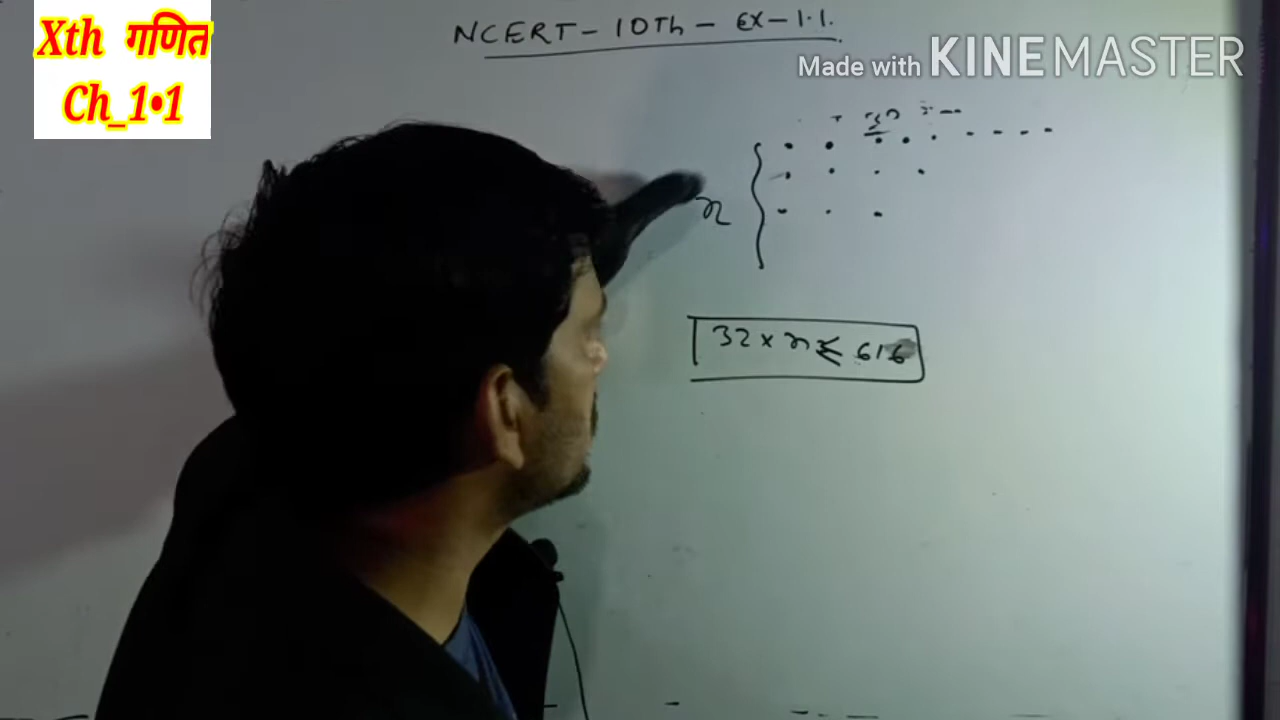 Xth गणित
Ch_1•1
NCERT - 10Th - EX - 1.1.
Made with KINEMASTER
n
32 x n < 616